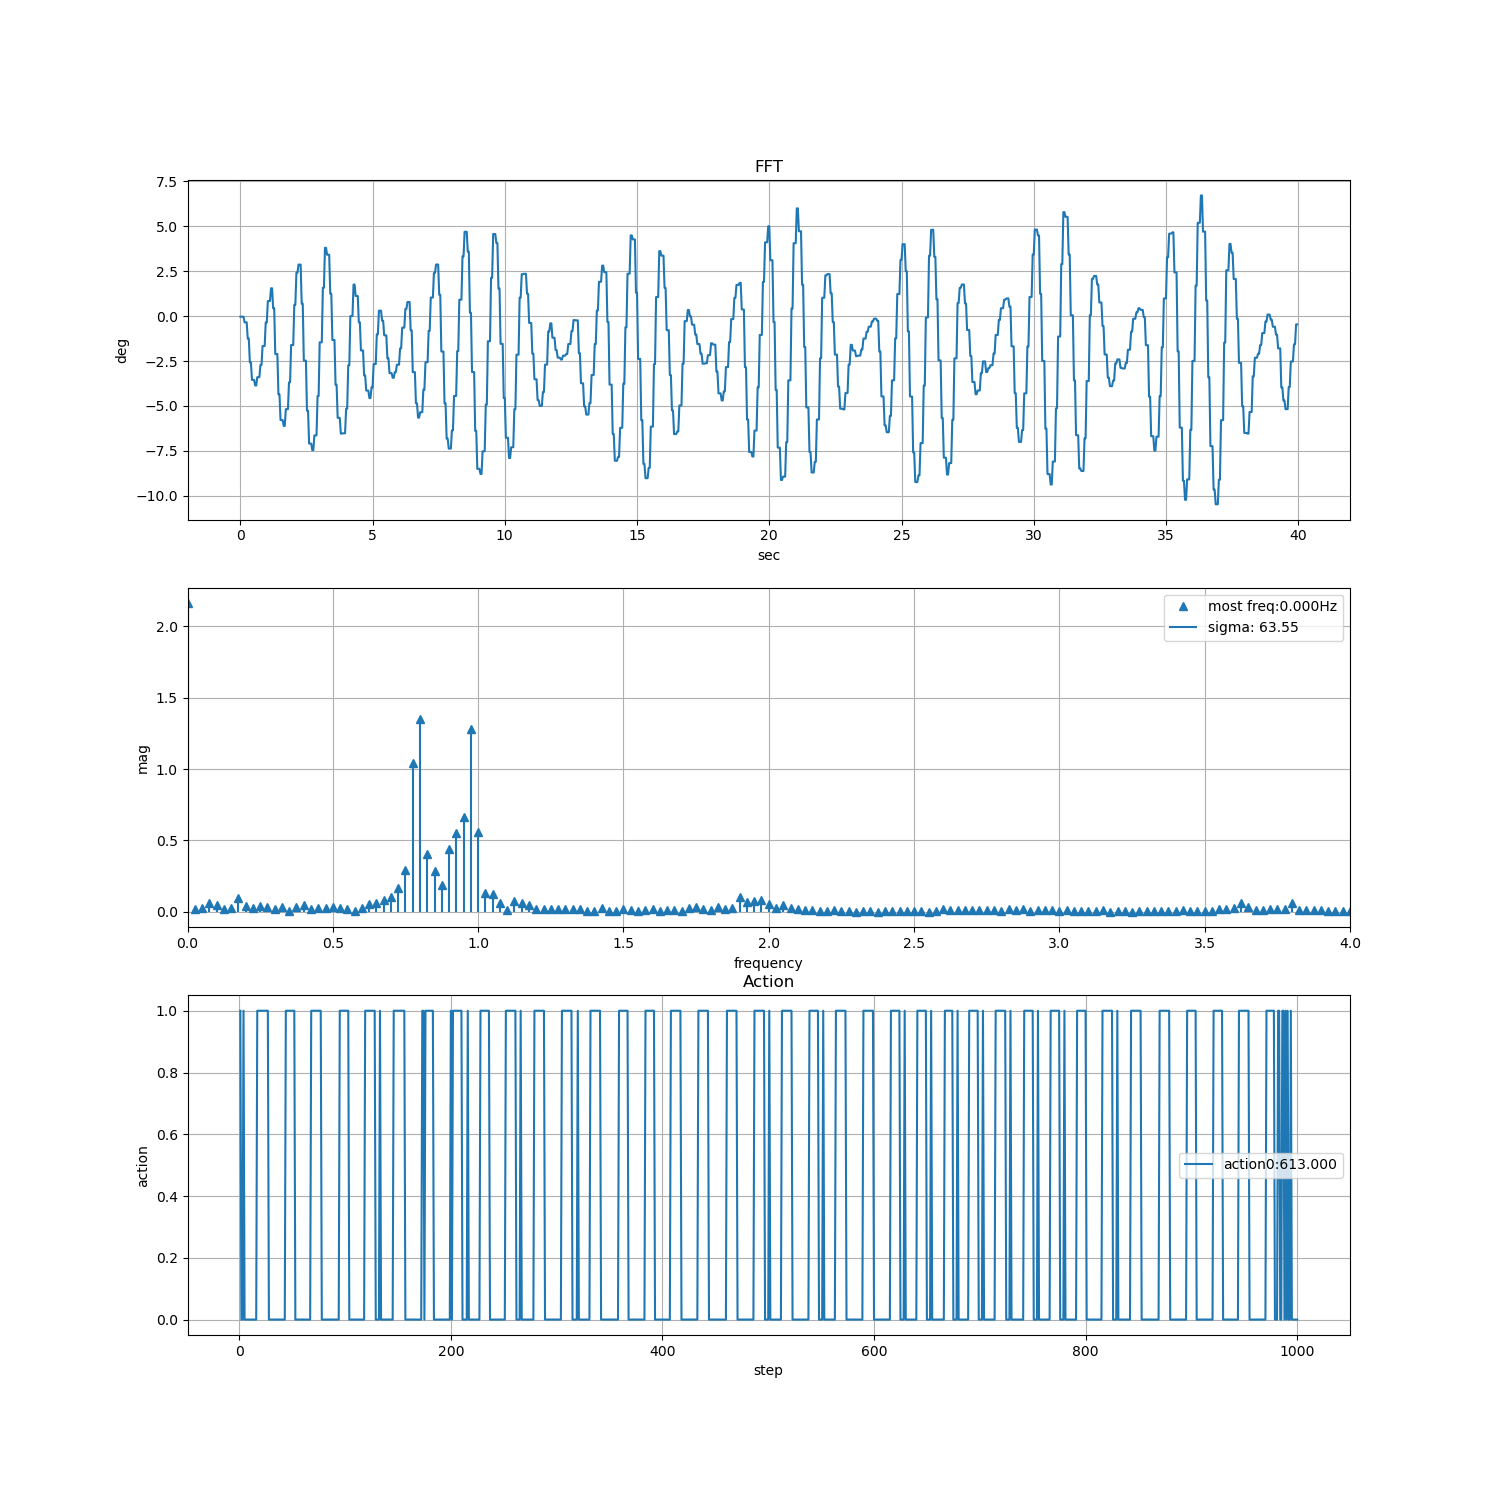 FFT
7.5
5.0
2.5
0.0
−2.5
−5.0
−7.5
−10.0
deg
0 5 10 15 20 25 30 35 40
sec
2.0
1.5
1.0
0.5
0.0
mag
most freq:0.000Hz
sigma: 63.55
0.0 0.5 1.0 1.5 2.0 2.5 3.0 3.5 4.0
frequency
Action
1.0
0.8
0.6
0.4
0.2
0.0
action
action0:613.000
0 200 400 600 800 1000
step